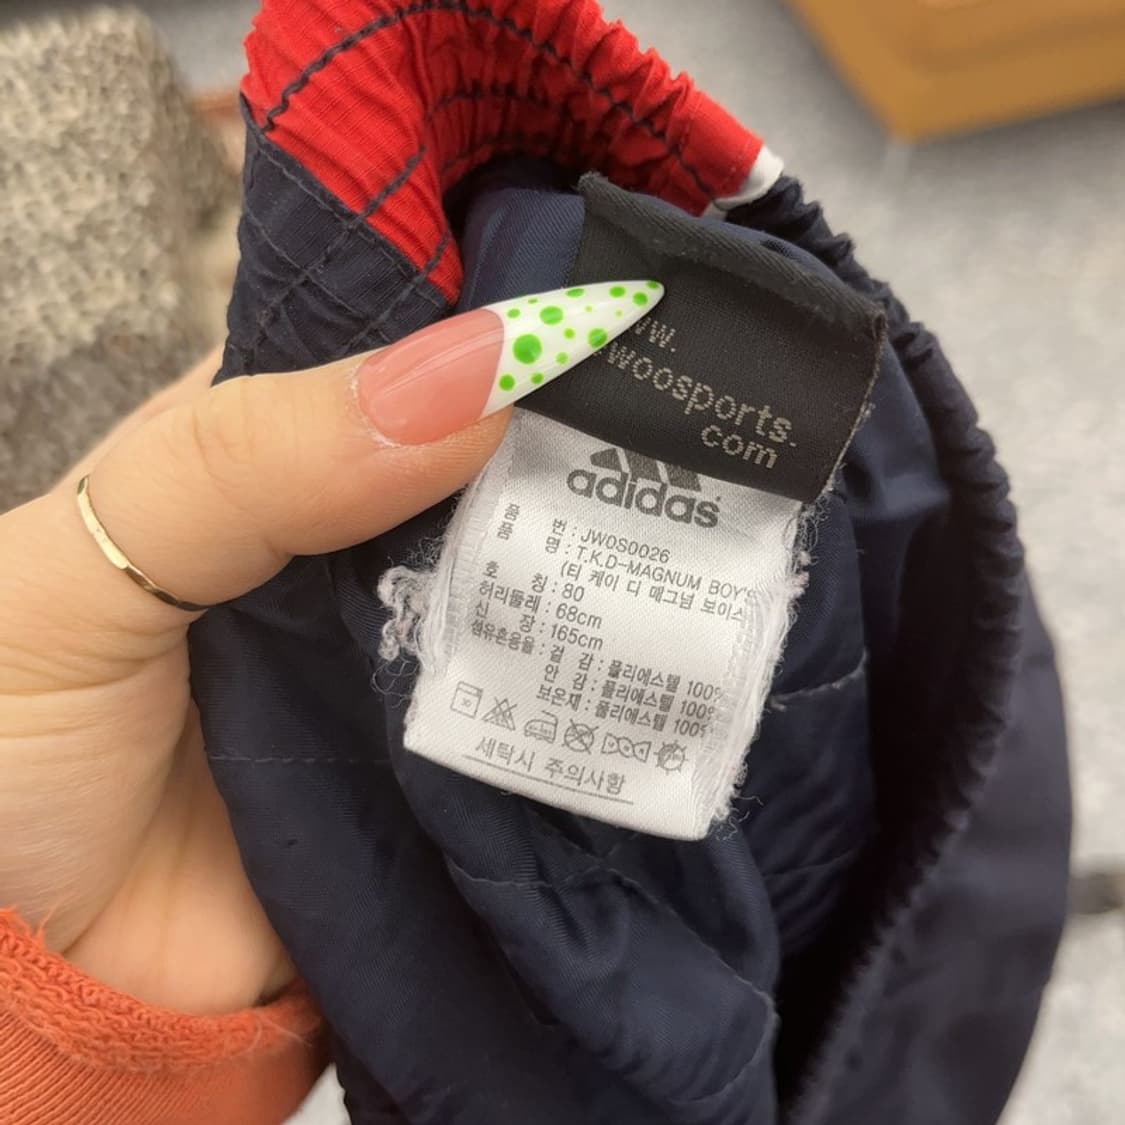 woosports.
com
adidas
품 번 : JW0S0026
품 명 : T.K.D-MAGNUM BOY'S
(티 케이 디 매그넘 보이스
호 칭 : 80
허리둘레 : 68cm
신 장 : 165cm
섬유혼용율 : 겉 감 : 폴리에스텔 100%
안 감 : 폴리에스텔 100%
보온재 : 폴리에스텔 100%
30
세탁시 주의사항